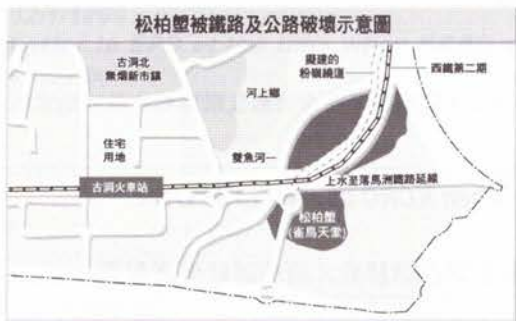 松柏塱被鐵路及公路破壞示意圖
古洞北
無煙新市鎮
河上鄉
擬建的
粉嶺繞道
西鐵第二期
住宅
用地
雙魚河
古洞火車站
上水至落馬洲鐵路延線
松柏塱
(雀鳥天堂)